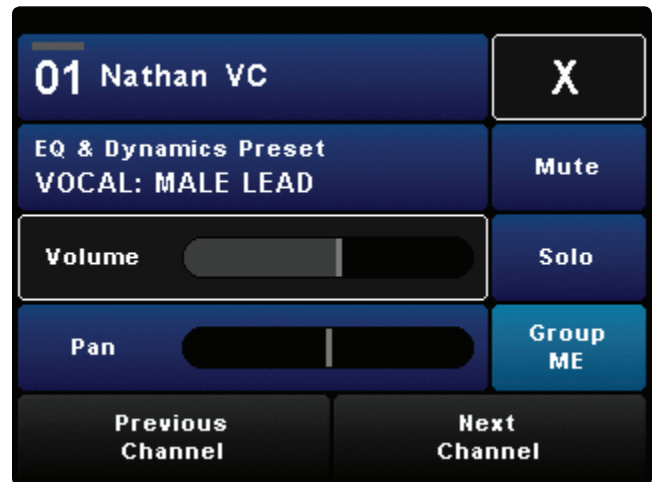 01 Nathan VC
X
EQ & Dynamics Preset
VOCAL: MALE LEAD
Mute
Volume
Solo
Pan
Group
ME
Previous
Channel
Next
Channel